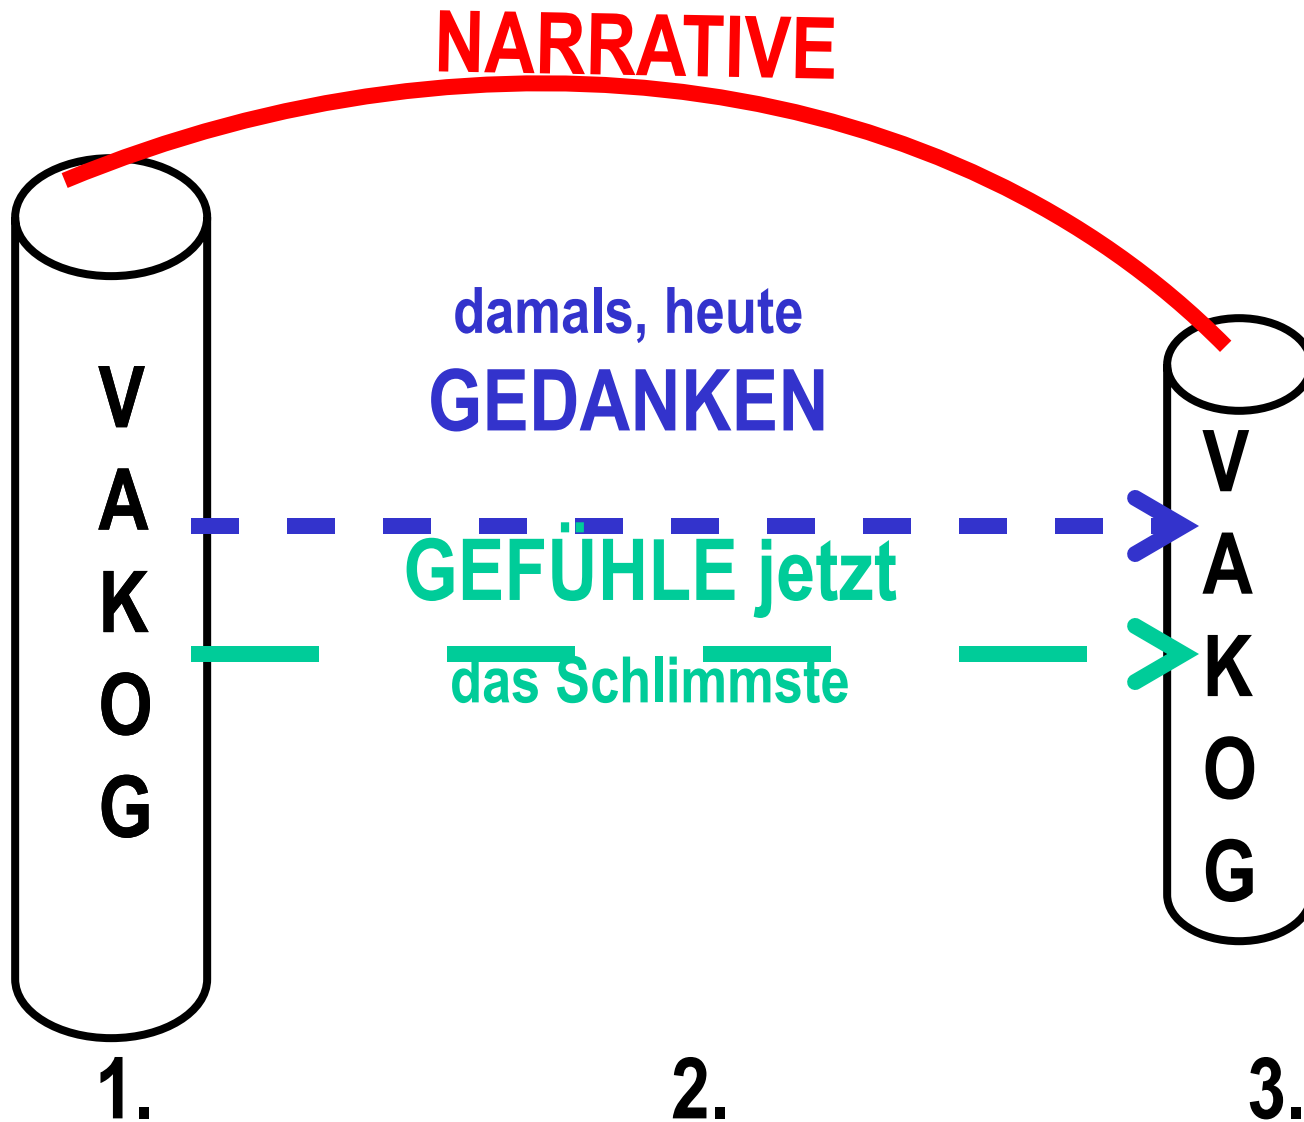 NARRATIVE
damals, heute
GEDANKEN
GEFÜHLE jetzt
das Schlimmste
V
A
K
O
G
V
A
K
O
G
1.
2.
3.